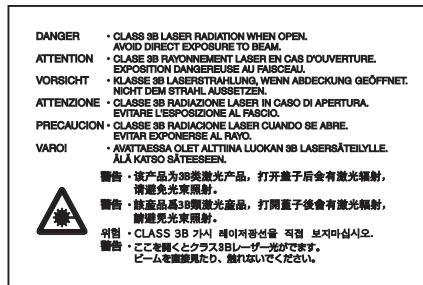 DANGER · CLASS 3B LASER RADIATION WHEN OPEN.
AVOID DIRECT EXPOSURE TO BEAM.
ATTENTION · CLASE 3B RAYONNEMENT LASER EN CAS D'OUVERTURE.
EXPOSITION DANGEREUSE AU FAISCEAU.
VORSICHT · KLASSE 3B LASERSTRAHLUNG, WENN ABDECKUNG GEÖFFNET.
NICHT DEM STRAHL AUSSETZEN.
ATTENZIONE · CLASSE 3B RADIAZIONE LASER IN CASO DI APERTURA.
EVITARE L'ESPOSIZIONE AL FASCIO.
PRECAUCION · CLASSE 3B RADIACIONE LASER CUANDO SE ABRE.
EVITAR EXPONERSE AL RAYO.
VARO! · AVATTAESSA OLET ALTTIINA LUOKAN 3B LASERSÄTEILYLLE.
ÄLÄ KATSO SÄTEESEEN.
警告 · 该产品为3B类激光产品，打开盖子后会有激光辐射，
请避免光束照射。
警告 · 該産品爲3B類激光産品，打開蓋子後會有激光輻射，
請避免光束照射。
위험 · CLASS 3B 가시 레이저광선을 직접 보지마십시오.
警告 · ここを開くとクラス3Bレーザー光がでます。
ビームを直接見たり、触れないでください。